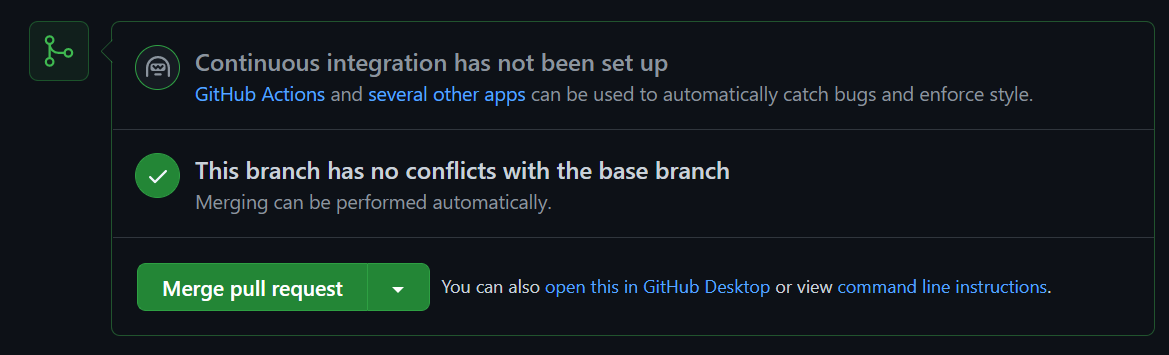 Continuous integration has not been set up
GitHub Actions and several other apps can be used to automatically catch bugs and enforce style.
This branch has no conflicts with the base branch
Merging can be performed automatically.
Merge pull request
You can also open this in GitHub Desktop or view command line instructions.